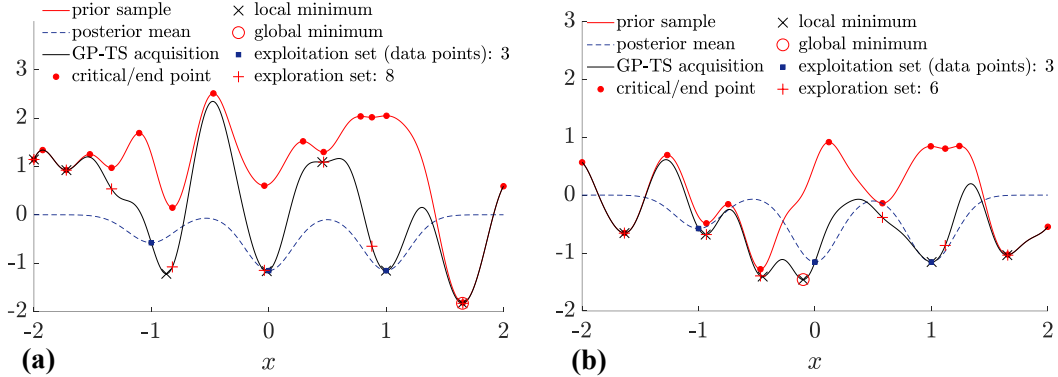 prior sample
posterior mean
GP-TS acquisition
critical/end point
local minimum
global minimum
exploitation set (data points): 3
exploration set: 8
3
2
1
0
-1
-2
-2 -1 0 1 2
x
(a)
prior sample
posterior mean
GP-TS acquisition
critical/end point
local minimum
global minimum
exploitation set (data points): 3
exploration set: 6
3
2
1
0
-1
-2
-2 -1 0 1 2
x
(b)